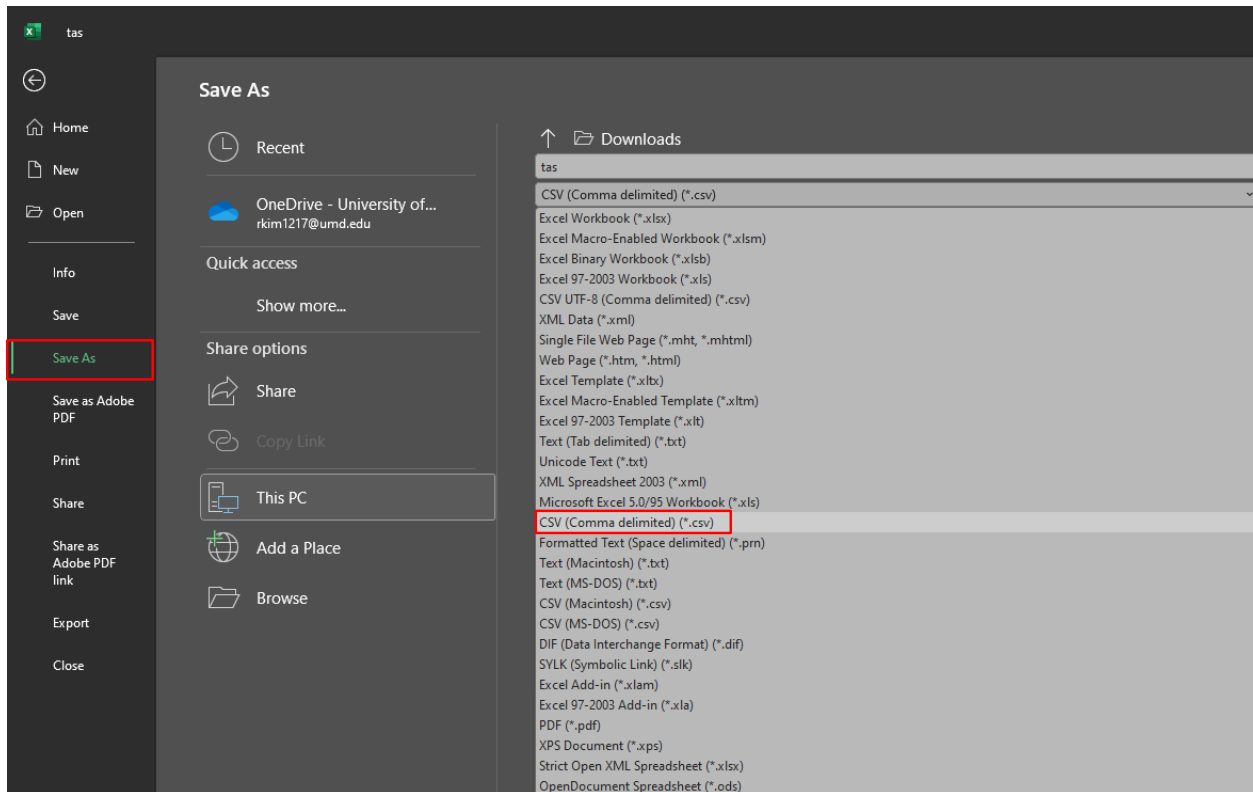 tas
Home
New
Open
Info
Save
Save As
Save as Adobe
PDF
Print
Share
Share as
Adobe PDF
link
Export
Close
Save As
Recent
OneDrive - University of...
rkim1217@umd.edu
Quick access
Show more...
Share options
Share
Copy Link
This PC
Add a Place
Browse
Downloads
tas
CSV (Comma delimited) (*.csv)
Excel Workbook (*.xlsx)
Excel Macro-Enabled Workbook (*.xlsm)
Excel Binary Workbook (*.xlsb)
Excel 97-2003 Workbook (*.xls)
CSV UTF-8 (Comma delimited) (*.csv)
XML Data (*.xml)
Single File Web Page (*.mht, *.mhtml)
Web Page (*.htm, *.html)
Excel Template (*.xltx)
Excel Macro-Enabled Template (*.xltm)
Excel 97-2003 Template (*.xlt)
Text (Tab delimited) (*.txt)
Unicode Text (*.txt)
XML Spreadsheet 2003 (*.xml)
Microsoft Excel 5.0/95 Workbook (*.xls)
CSV (Comma delimited) (*.csv)
Formatted Text (Space delimited) (*.prn)
Text (Macintosh) (*.txt)
Text (MS-DOS) (*.txt)
CSV (Macintosh) (*.csv)
CSV (MS-DOS) (*.csv)
DIF (Data Interchange Format) (*.dif)
SYLK (Symbolic Link) (*.slk)
Excel Add-in (*.xlam)
Excel 97-2003 Add-in (*.xla)
PDF (*.pdf)
XPS Document (*.xps)
Strict Open XML Spreadsheet (*.xlsx)
OpenDocument Spreadsheet (*.ods)